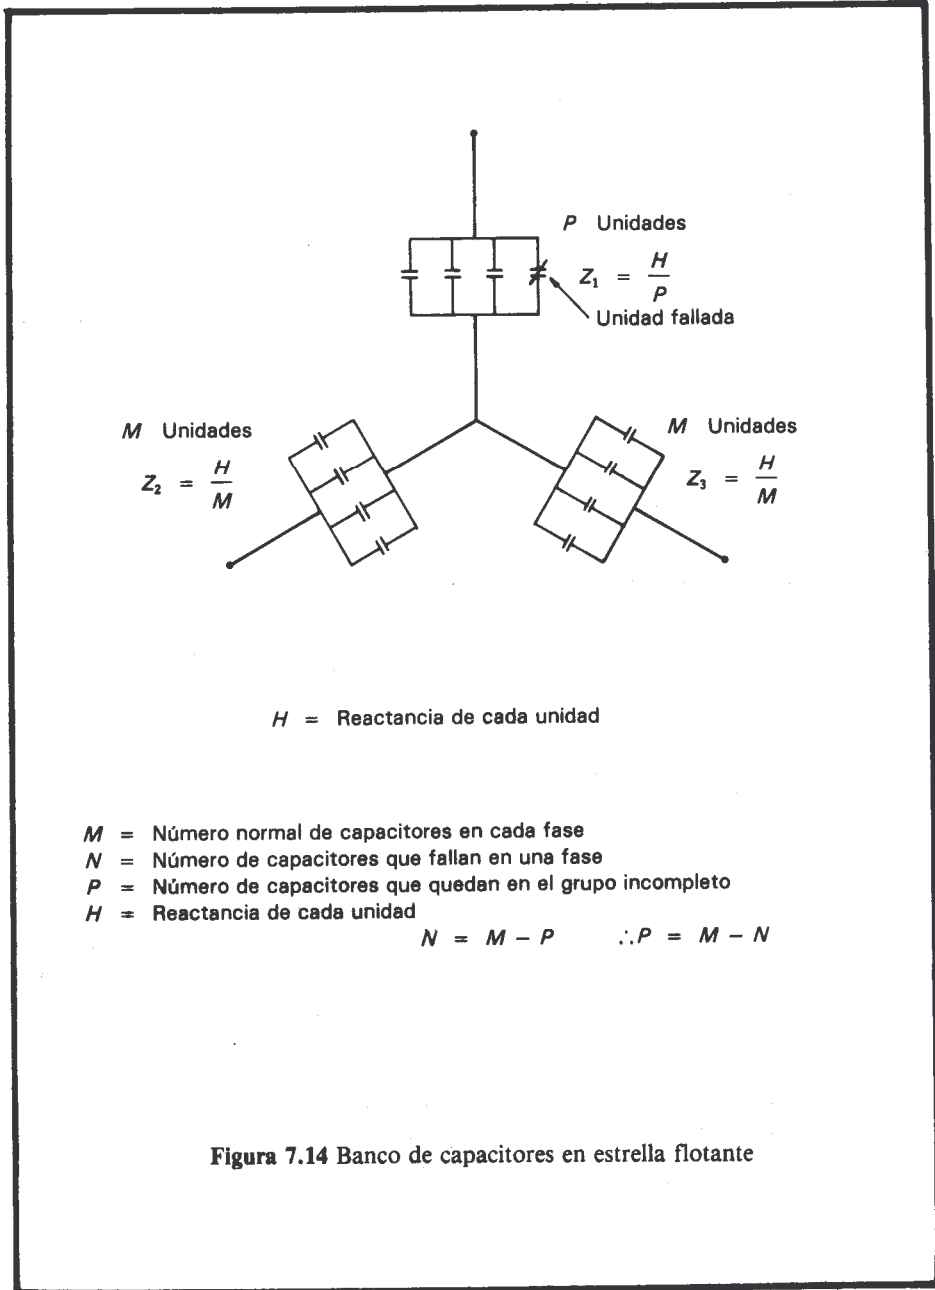 P Unidades
Z₁ = H/P
Unidad fallada
M Unidades
Z₂ = H/M
M Unidades
Z₃ = H/M
H = Reactancia de cada unidad
M = Número normal de capacitores en cada fase
N = Número de capacitores que fallan en una fase
P = Número de capacitores que quedan en el grupo incompleto
H = Reactancia de cada unidad
N = M − P ∴P = M − N
Figura 7.14 Banco de capacitores en estrella flotante